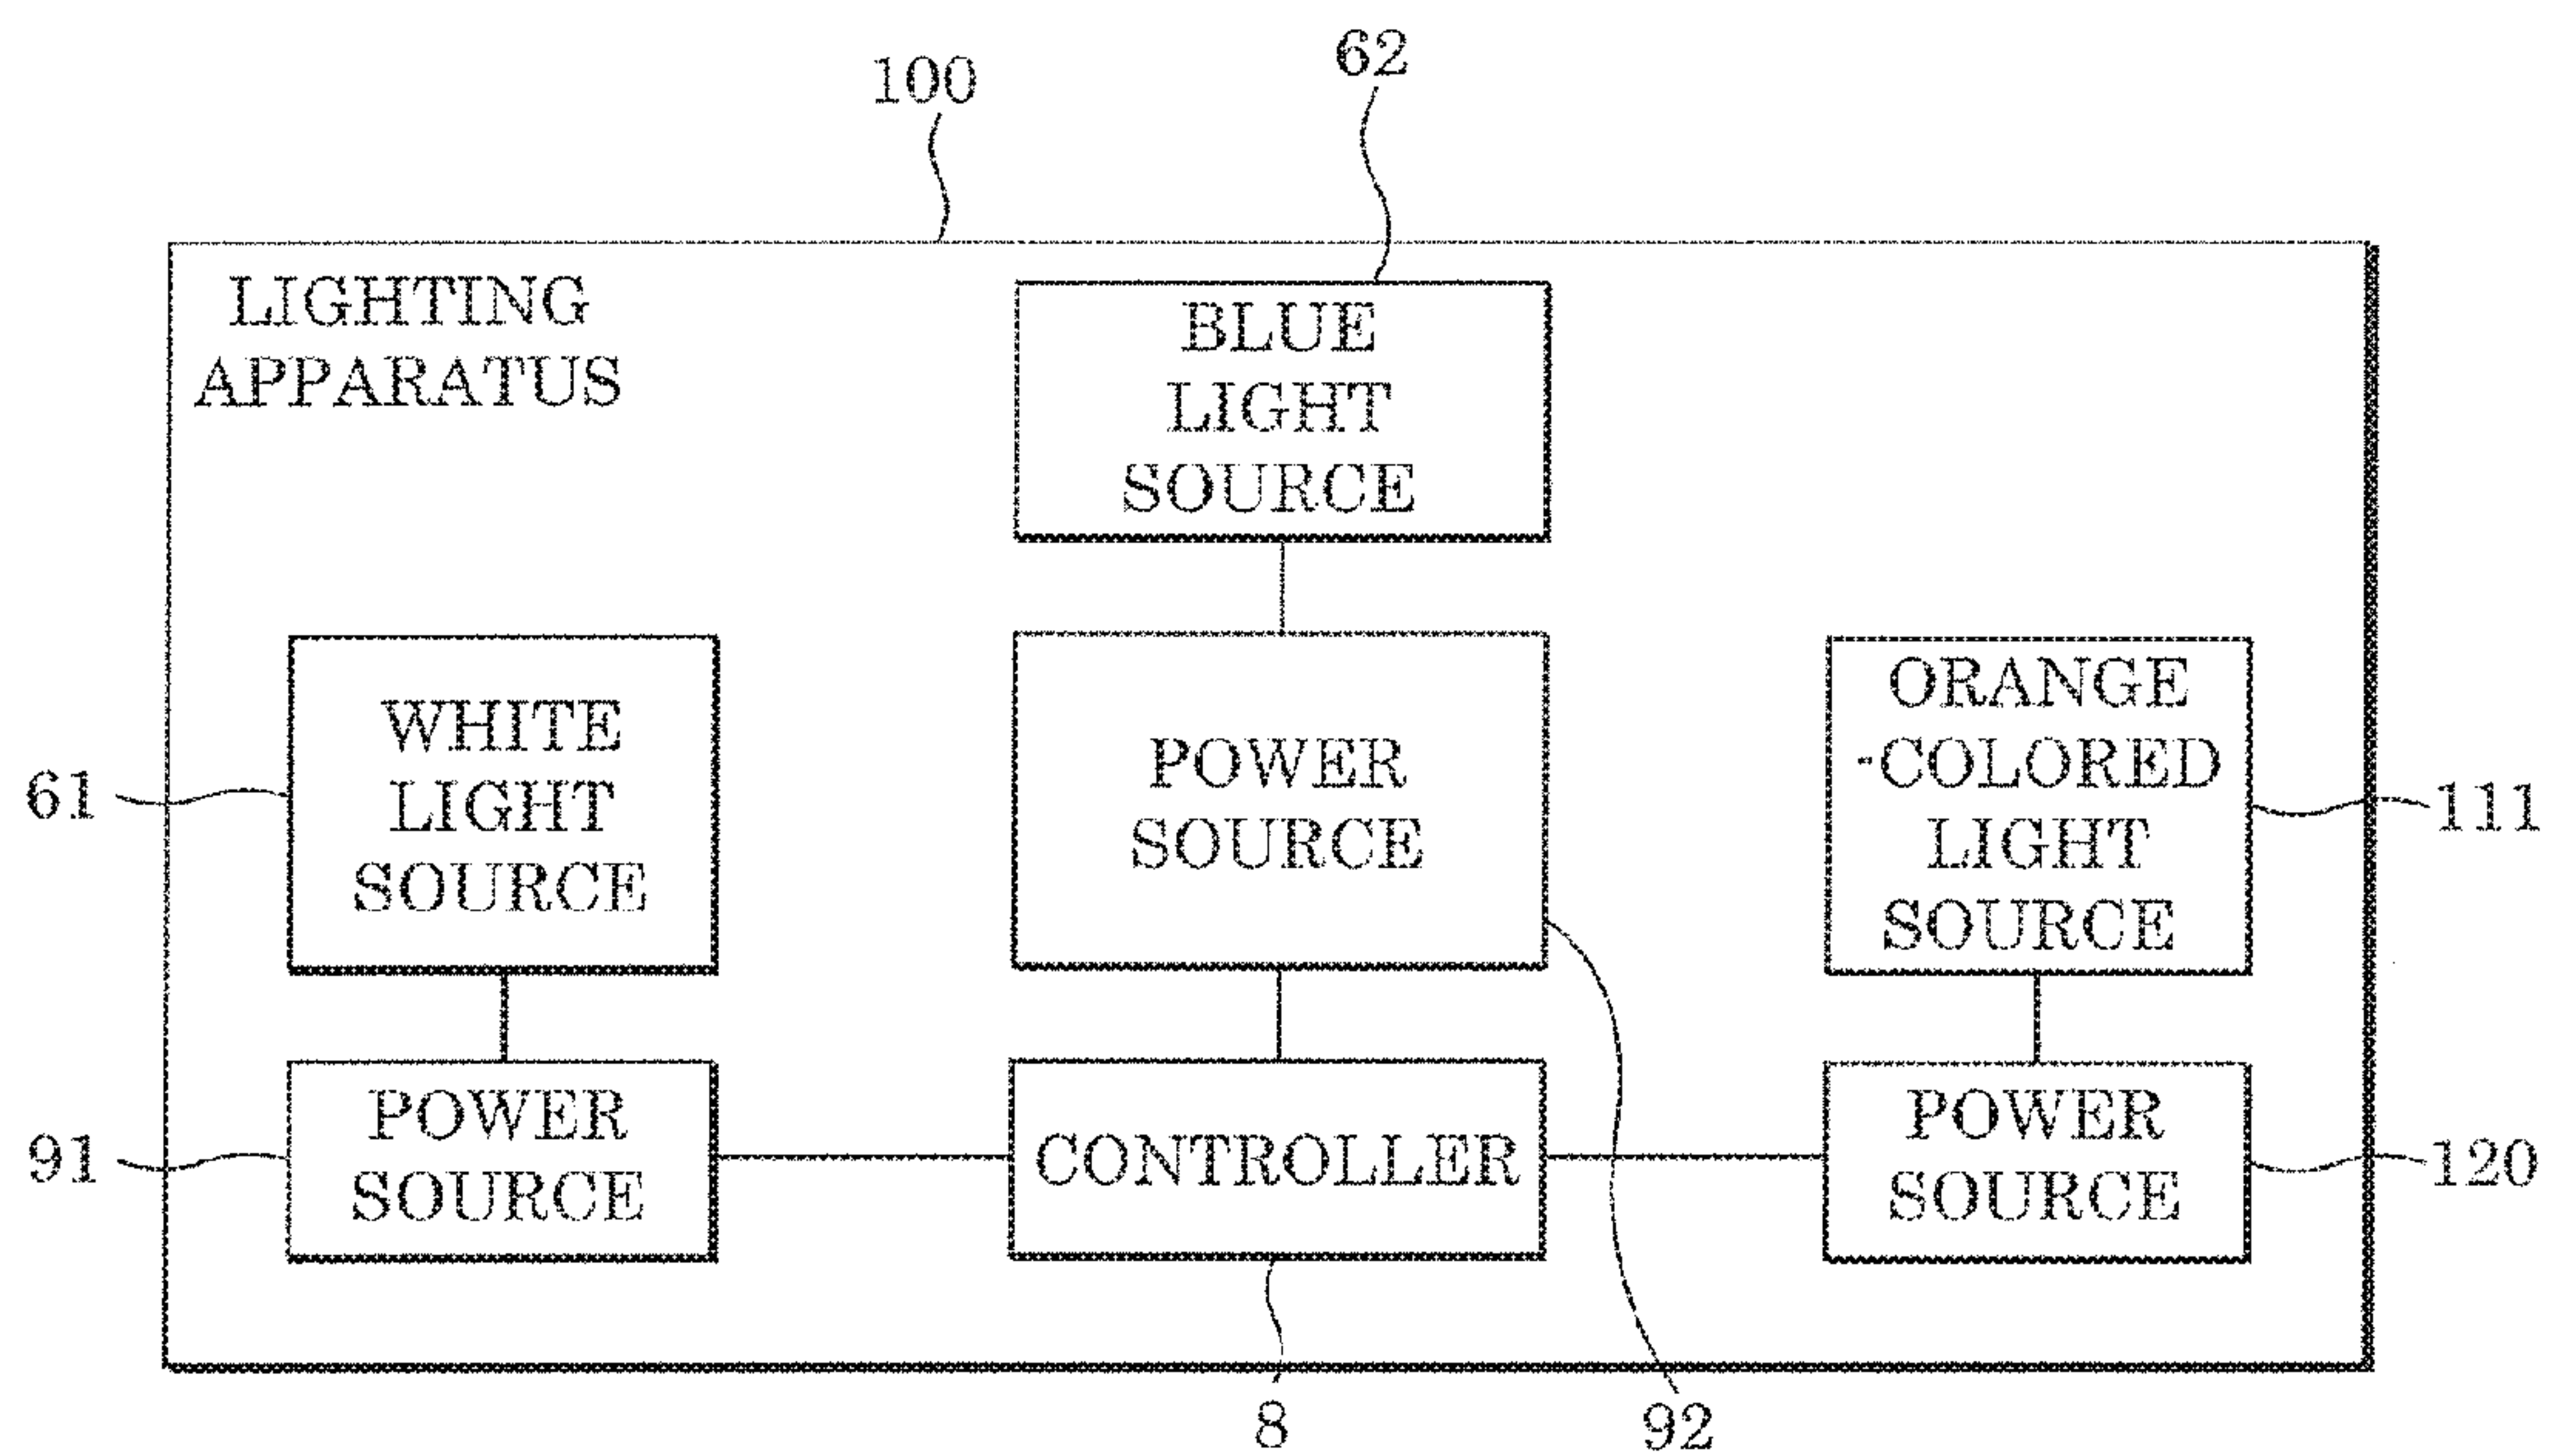 100
62
LIGHTING
APPARATUS
BLUE
LIGHT
SOURCE
61
WHITE
LIGHT
SOURCE
POWER
SOURCE
ORANGE
-COLORED
LIGHT
SOURCE
111
91
POWER
SOURCE
CONTROLLER
POWER
SOURCE
120
8
92